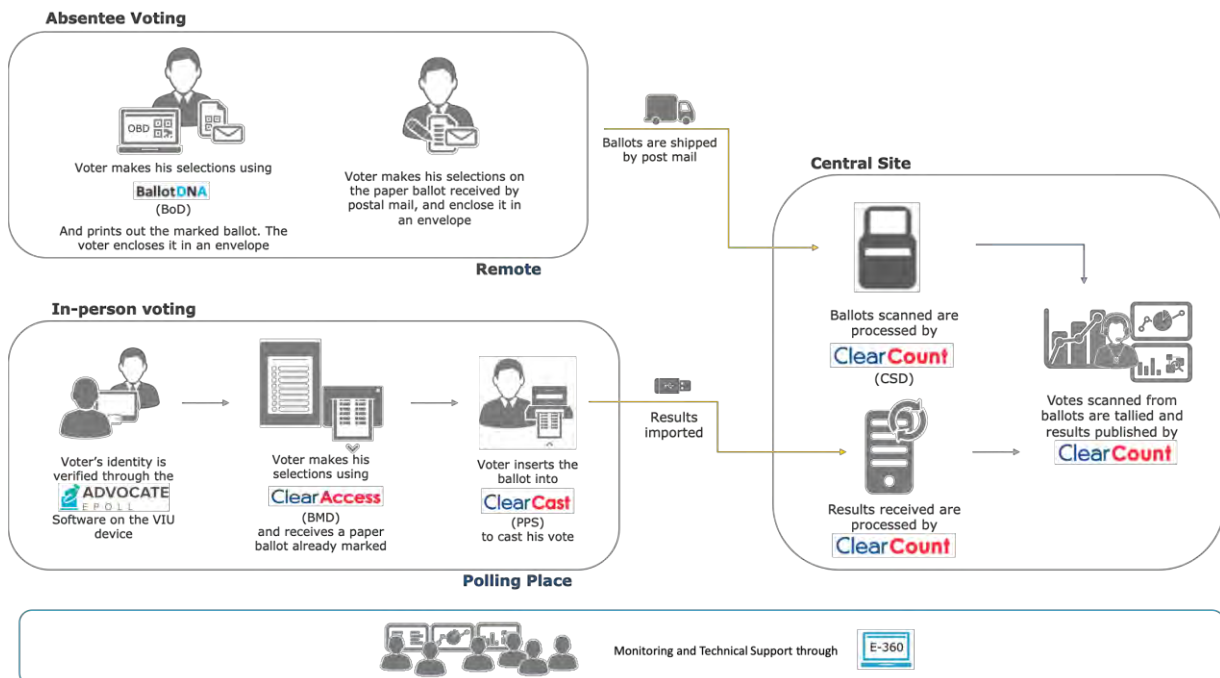 Absentee Voting
OBD
Voter makes his selections using
BallotDNA
(BoD)
And prints out the marked ballot. The
voter encloses it in an envelope
Voter makes his selections on
the paper ballot received by
postal mail, and enclose it in
an envelope
Remote
Ballots are shipped
by post mail
In-person voting
Voter's identity is
verified through the
ADVOCATE
EPOLL
Software on the VIU
device
Voter makes his
selections using
ClearAccess
(BMD)
and receives a paper
ballot already marked
Voter inserts the
ballot into
ClearCast
(PPS)
to cast his vote
Polling Place
Results
imported
Central Site
Ballots scanned are
processed by
ClearCount
(CSD)
Results received are
processed by
ClearCount
Votes scanned from
ballots are tallied and
results published by
ClearCount
Monitoring and Technical Support through
E-360